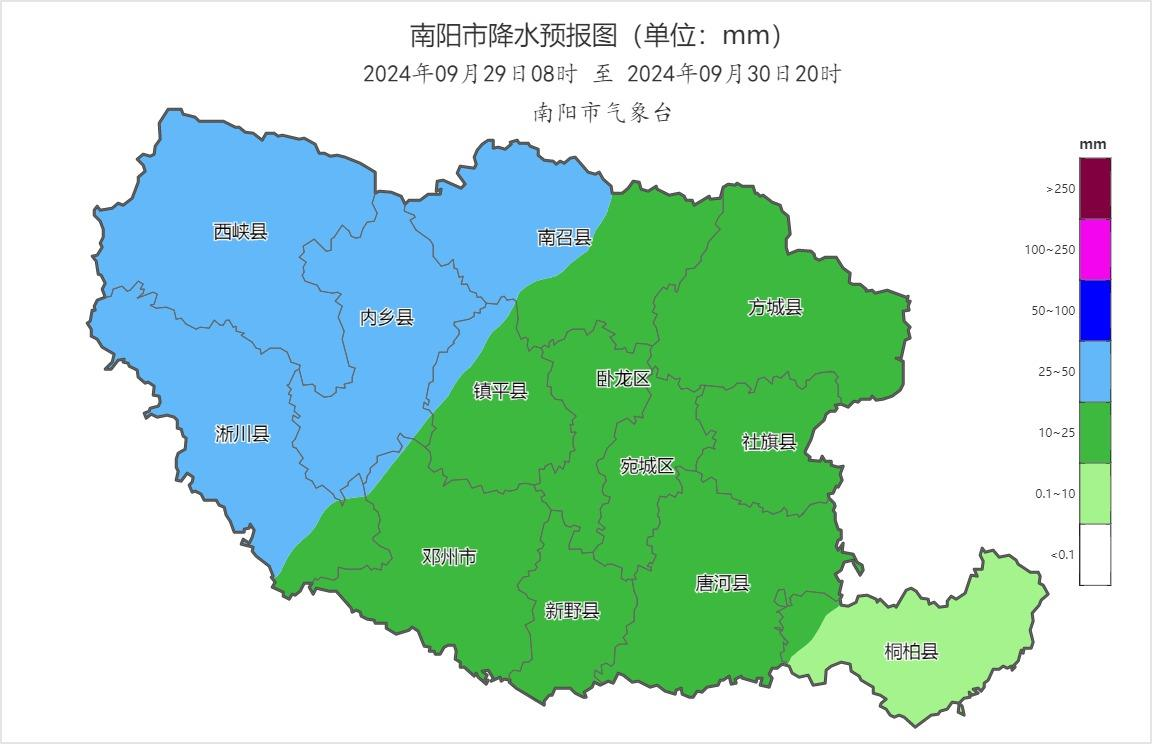 南阳市降水预报图（单位：mm）
2024年09月29日08时 至 2024年09月30日20时
南阳市气象台
mm
>250
100~250
50~100
25~50
10~25
0.1~10
<0.1
西峡县
南召县
内乡县
方城县
镇平县
卧龙区
淅川县
社旗县
宛城区
邓州市
唐河县
新野县
桐柏县